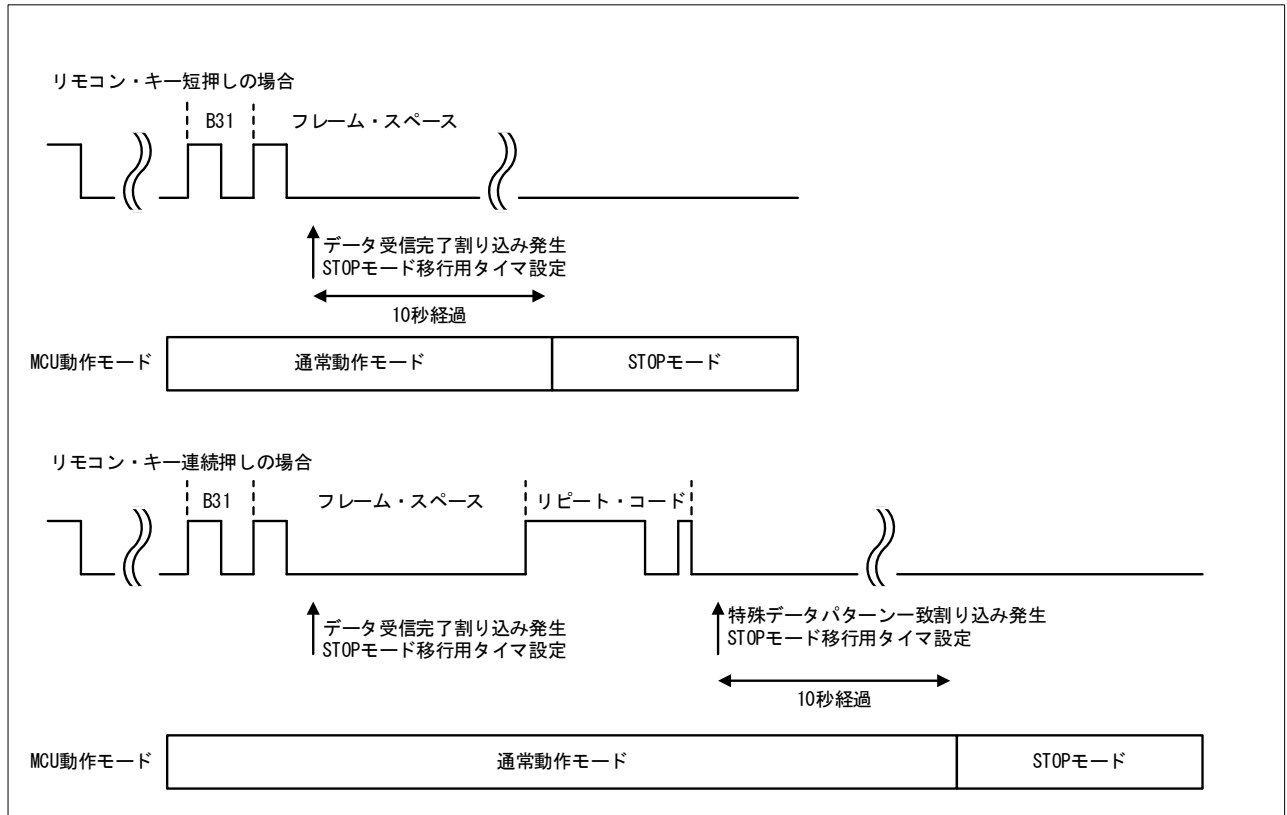 リモコン・キー短押しの場合
B31
フレーム・スペース
データ受信完了割り込み発生
STOPモード移行用タイマ設定
10秒経過
MCU動作モード
通常動作モード
STOPモード
リモコン・キー連続押しの場合
B31
フレーム・スペース
リピート・コード
データ受信完了割り込み発生
STOPモード移行用タイマ設定
特殊データパターン一致割り込み発生
STOPモード移行用タイマ設定
10秒経過
MCU動作モード
通常動作モード
STOPモード